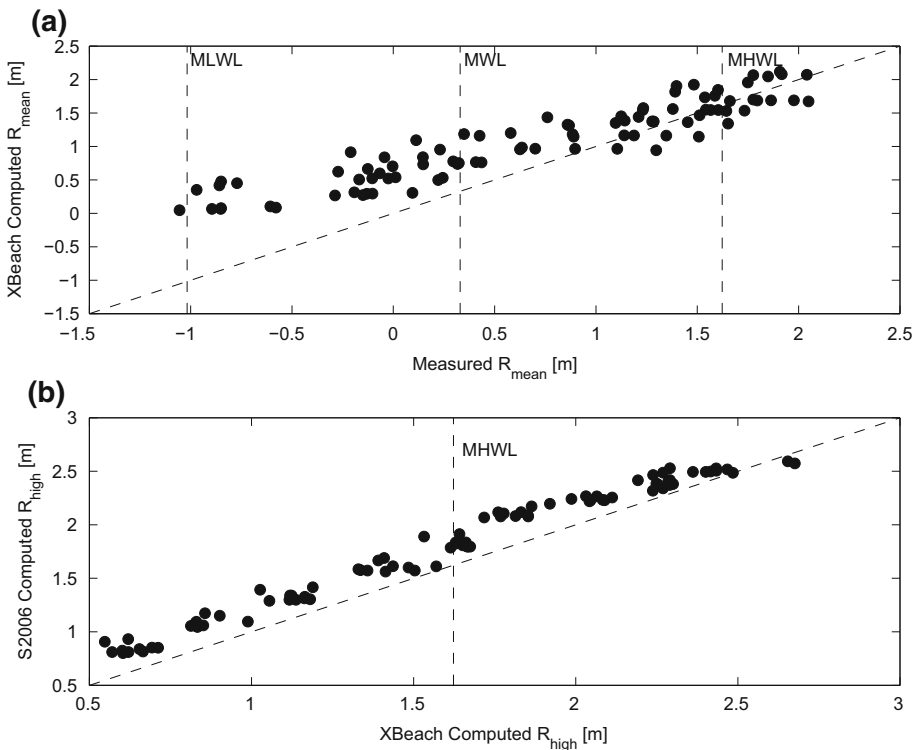 (a)
MLWL MWL MHWL
2.5
2
1.5
1
0.5
0
−0.5
−1
−1.5
XBeach Computed R_mean [m]
−1.5 −1 −0.5 0 0.5 1 1.5 2 2.5
Measured R_mean [m]
(b)
MHWL
3
2.5
2
1.5
1
0.5
S2006 Computed R_high [m]
0.5 1 1.5 2 2.5 3
XBeach Computed R_high [m]